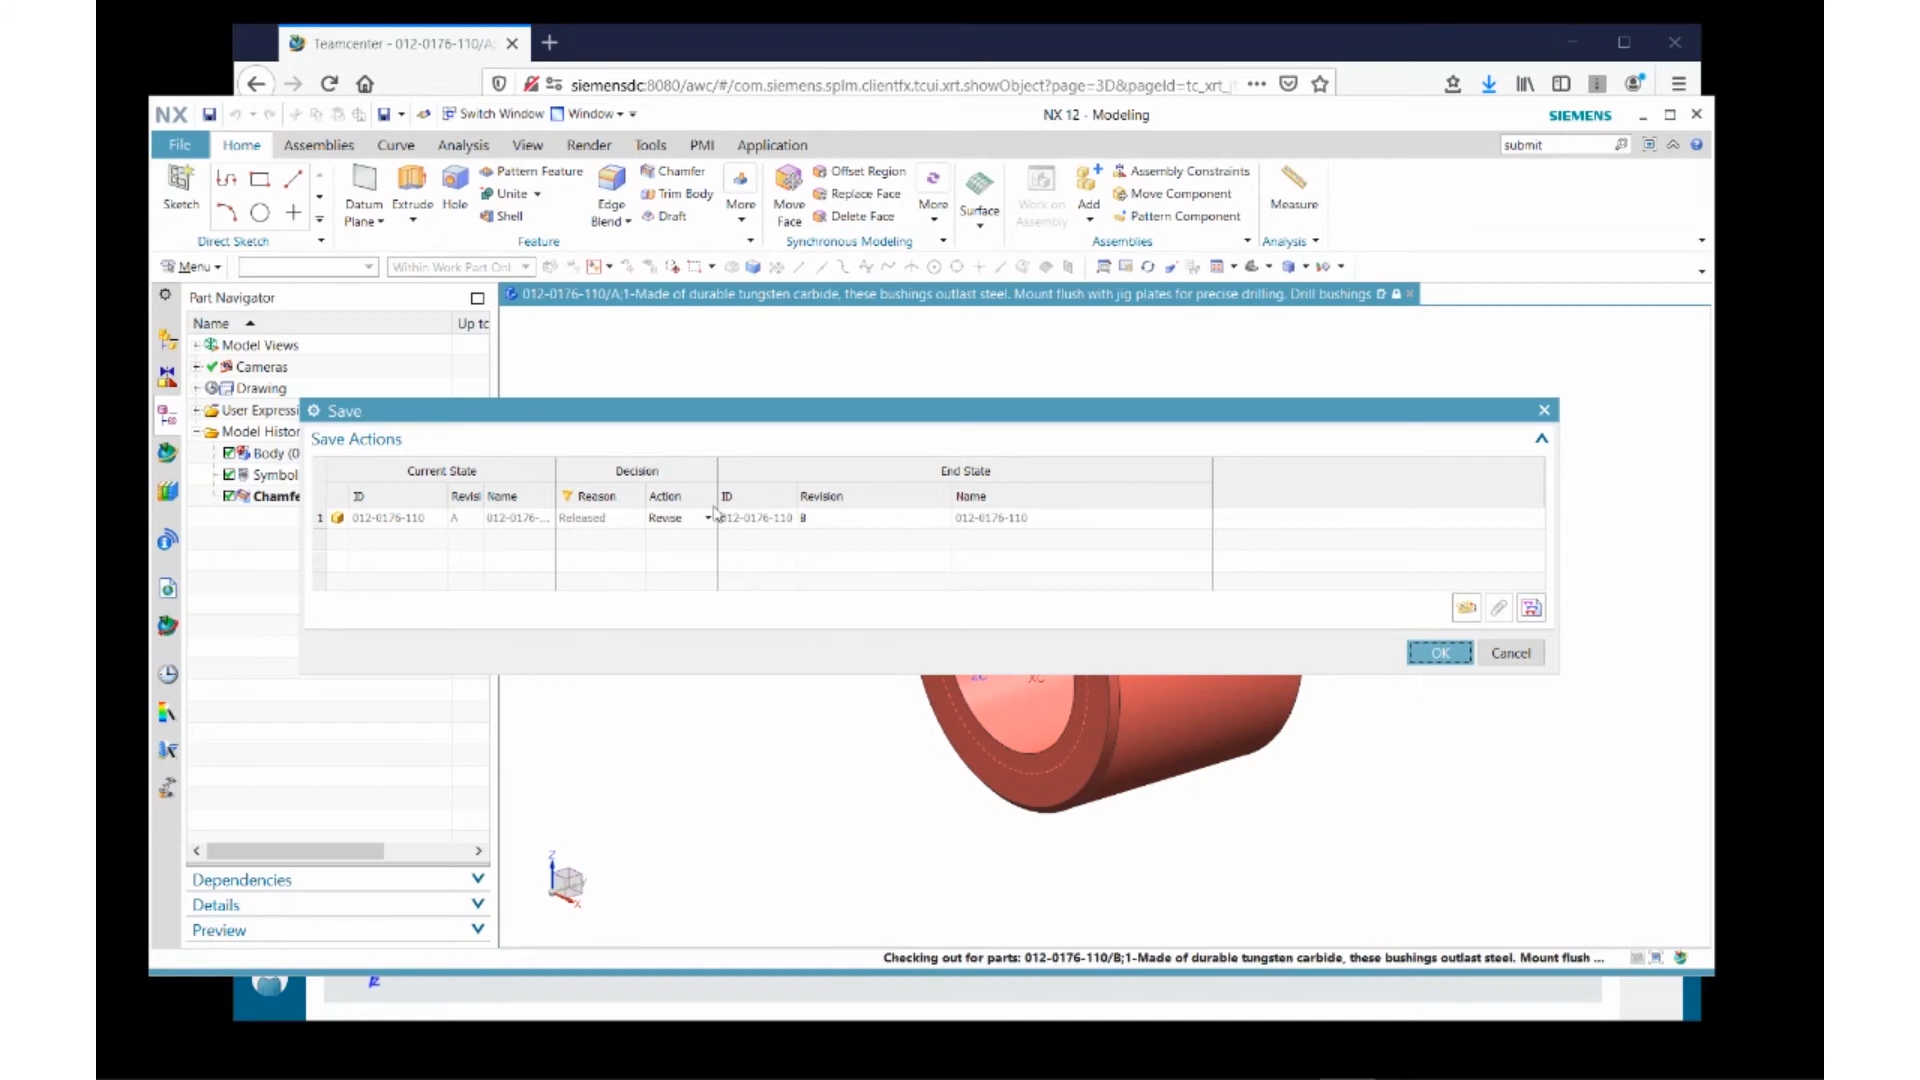 Teamcenter - 012-0176-110/A;
siemensdc:8080/awc/#/com.siemens.splm.clientfx.tcui.xrt.showObject?page=3D&pageId=tc_xrt_
NX
Switch Window
Window
NX 12 - Modeling
SIEMENS
File
Home
Assemblies
Curve
Analysis
View
Render
Tools
PMI
Application
submit
Sketch
Direct Sketch
Datum
Plane
Extrude
Hole
Pattern Feature
Unite
Shell
Edge
Blend
Chamfer
Trim Body
Draft
More
Feature
Move
Face
Offset Region
Replace Face
Delete Face
More
Synchronous Modeling
Surface
Work on
Assembly
Add
Assembly Constraints
Move Component
Pattern Component
Assemblies
Measure
Analysis
Menu
Within Work Part Onl
Part Navigator
012-0176-110/A;1-Made of durable tungsten carbide, these bushings outlast steel. Mount flush with jig plates for precise drilling. Drill bushings
Name
Up to
Model Views
Cameras
Drawing
User Expressi
Model Histor
Body (0
Symbol
Chamfe
Save
Save Actions
Current State
Decision
End State
ID
Revisi
Name
Reason
Action
ID
Revision
Name
1
012-0176-110
A
012-0176-...
Released
Revise
012-0176-110
B
012-0176-110
OK
Cancel
ZC
XC
Z
X
Dependencies
Details
Preview
Checking out for parts: 012-0176-110/B;1-Made of durable tungsten carbide, these bushings outlast steel. Mount flush ...